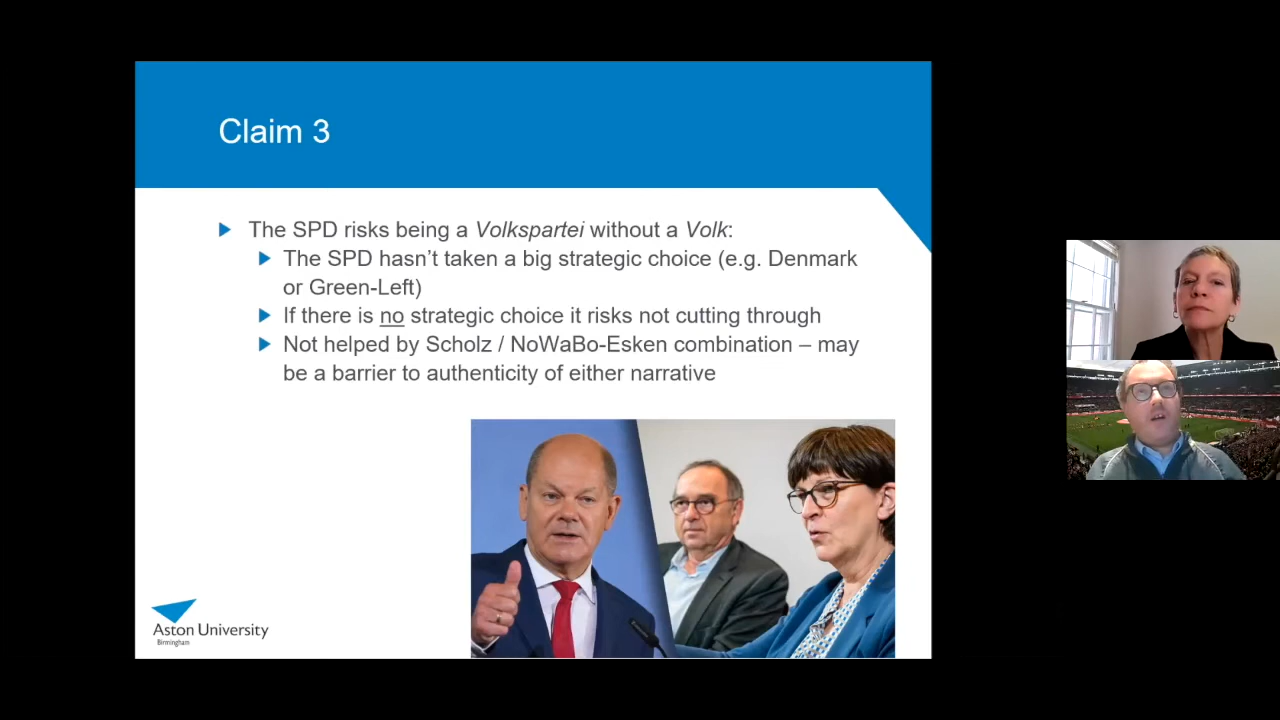 Claim 3
The SPD risks being a Volkspartei without a Volk:
The SPD hasn’t taken a big strategic choice (e.g. Denmark
or Green-Left)
If there is no strategic choice it risks not cutting through
Not helped by Scholz / NoWaBo-Esken combination – may
be a barrier to authenticity of either narrative
Aston University
Birmingham